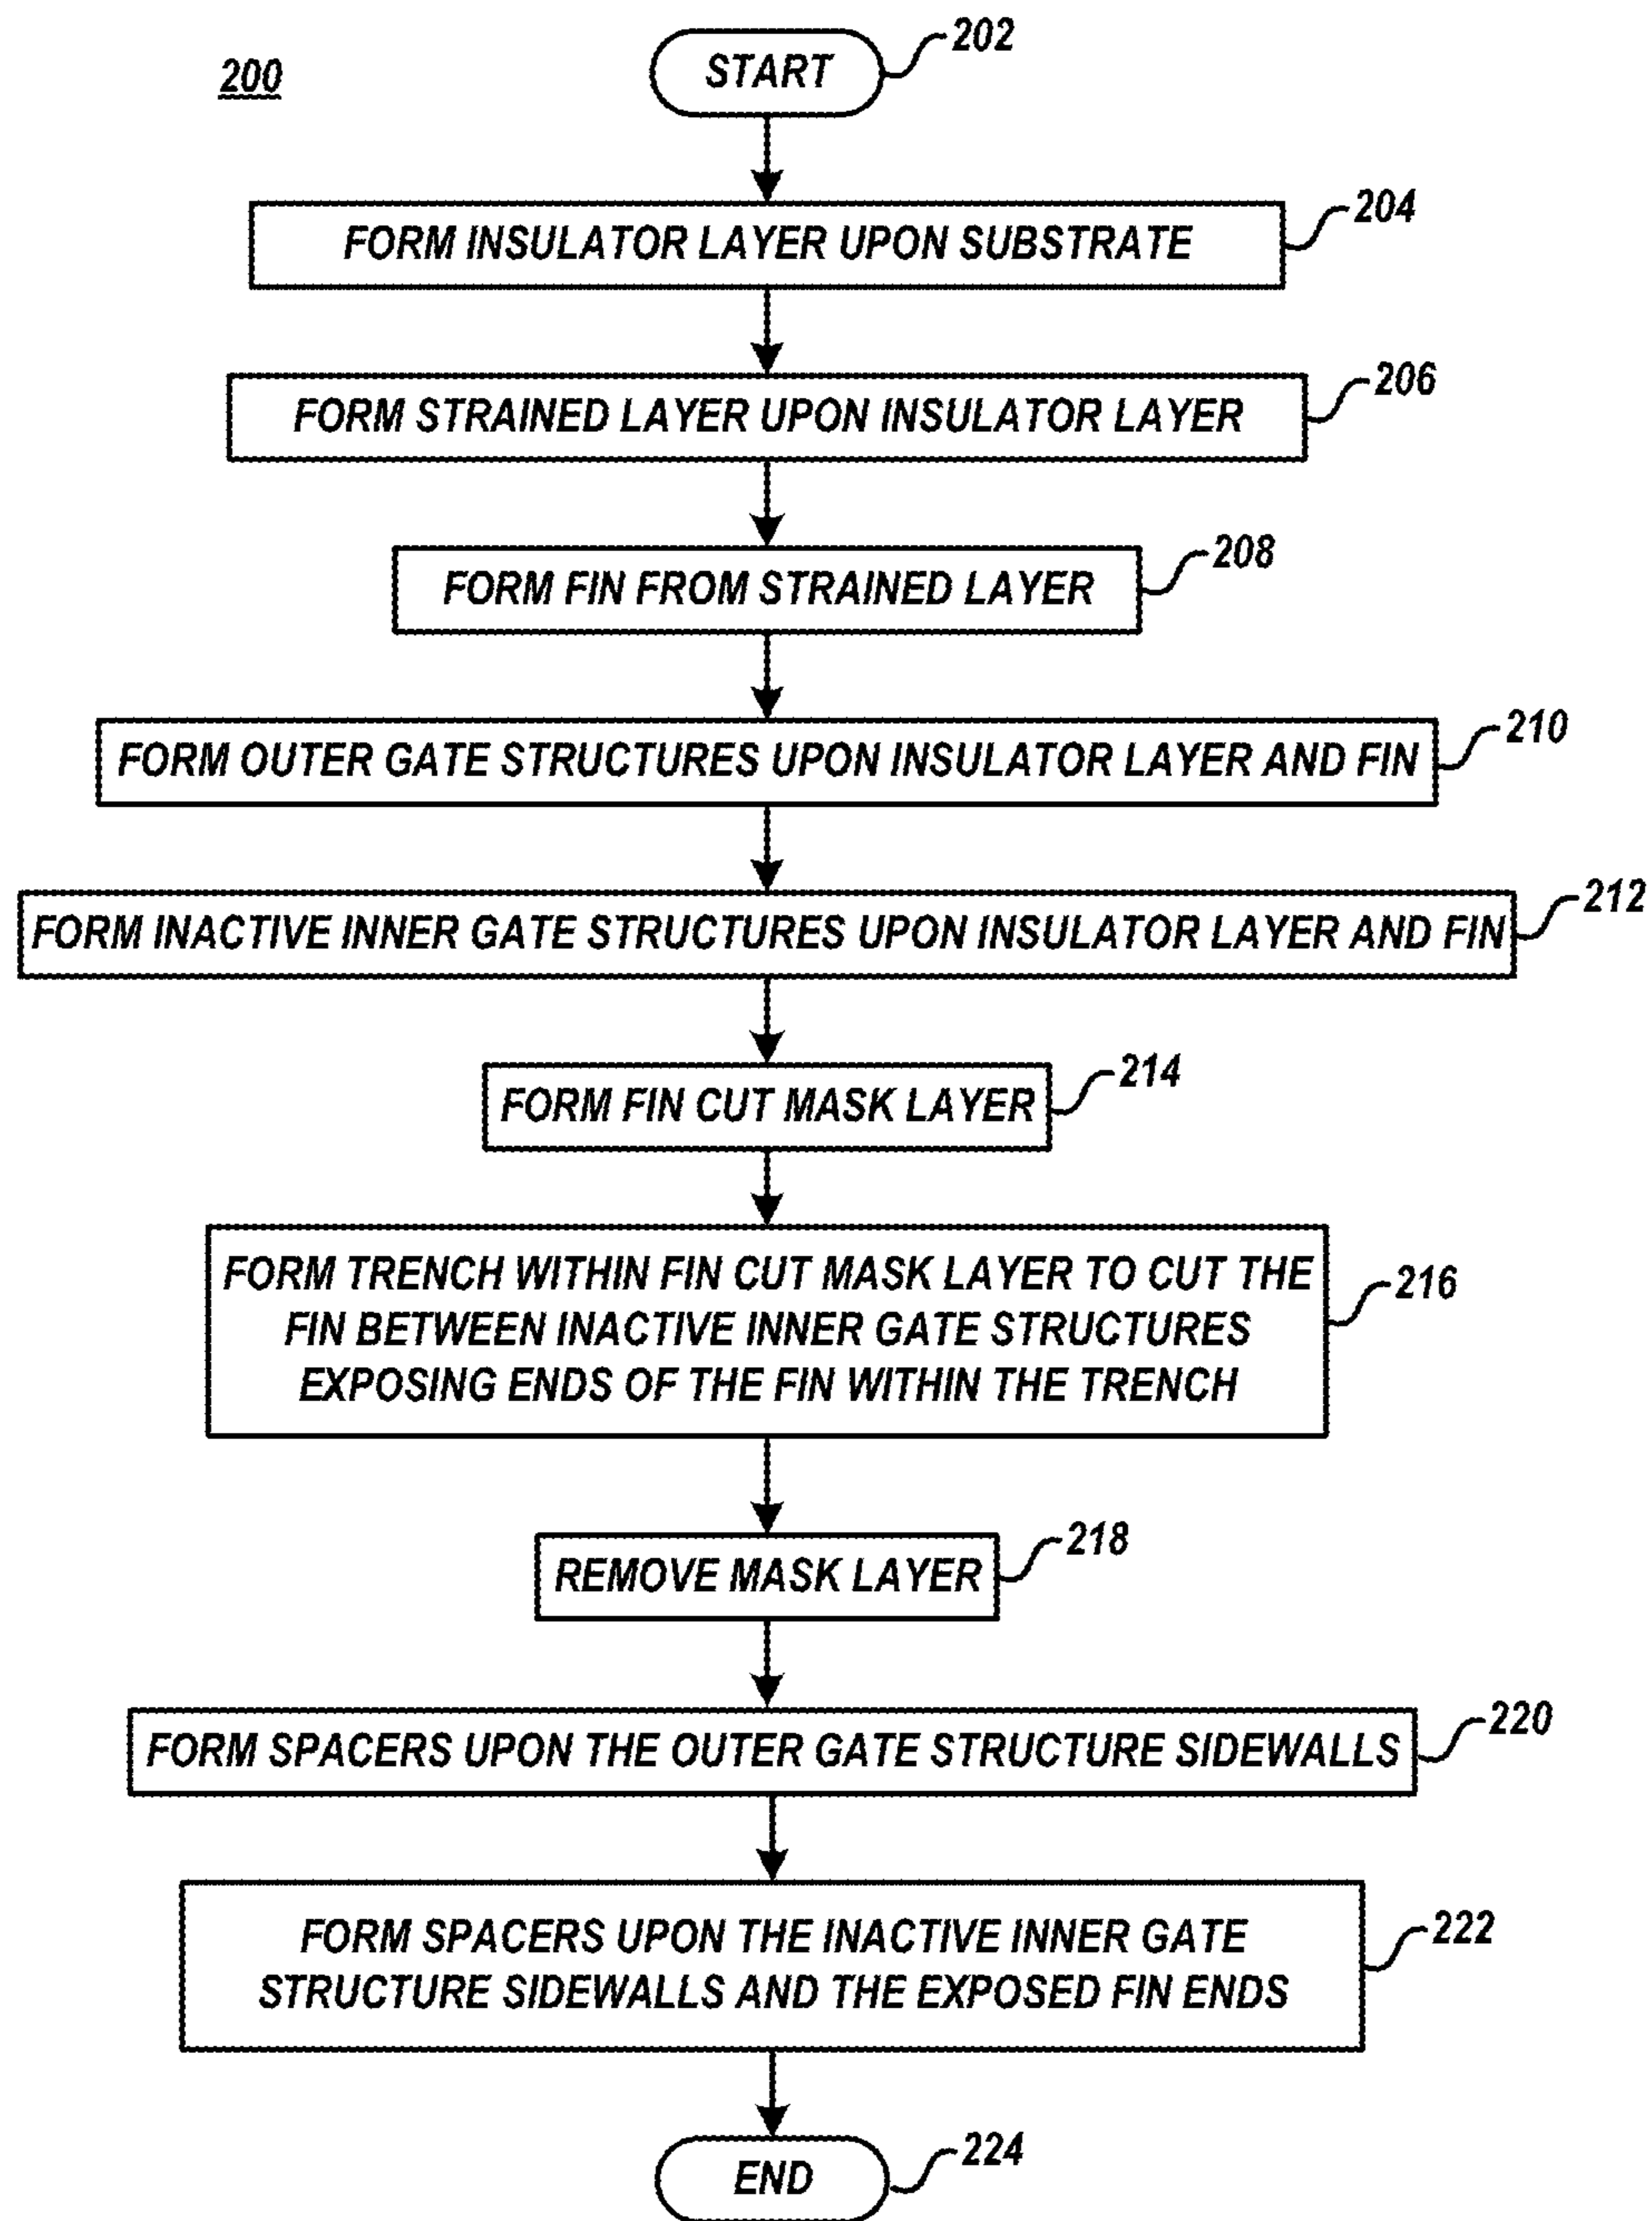 200
START
202
FORM INSULATOR LAYER UPON SUBSTRATE
204
FORM STRAINED LAYER UPON INSULATOR LAYER
206
FORM FIN FROM STRAINED LAYER
208
FORM OUTER GATE STRUCTURES UPON INSULATOR LAYER AND FIN
210
FORM INACTIVE INNER GATE STRUCTURES UPON INSULATOR LAYER AND FIN
212
FORM FIN CUT MASK LAYER
214
FORM TRENCH WITHIN FIN CUT MASK LAYER TO CUT THE
FIN BETWEEN INACTIVE INNER GATE STRUCTURES
EXPOSING ENDS OF THE FIN WITHIN THE TRENCH
216
REMOVE MASK LAYER
218
FORM SPACERS UPON THE OUTER GATE STRUCTURE SIDEWALLS
220
FORM SPACERS UPON THE INACTIVE INNER GATE
STRUCTURE SIDEWALLS AND THE EXPOSED FIN ENDS
222
END
224